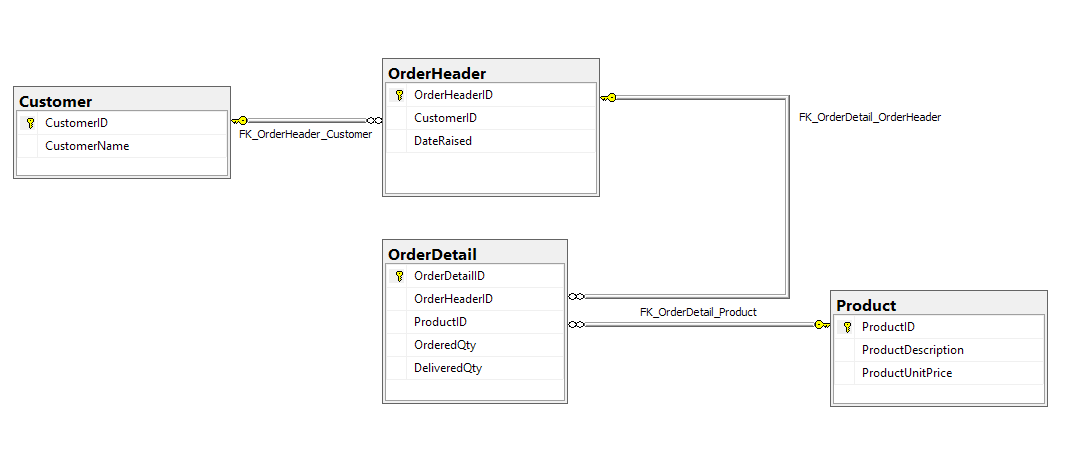 Customer
CustomerID
CustomerName
FK_OrderHeader_Customer
OrderHeader
OrderHeaderID
CustomerID
DateRaised
FK_OrderDetail_OrderHeader
OrderDetail
OrderDetailID
OrderHeaderID
ProductID
OrderedQty
DeliveredQty
FK_OrderDetail_Product
Product
ProductID
ProductDescription
ProductUnitPrice